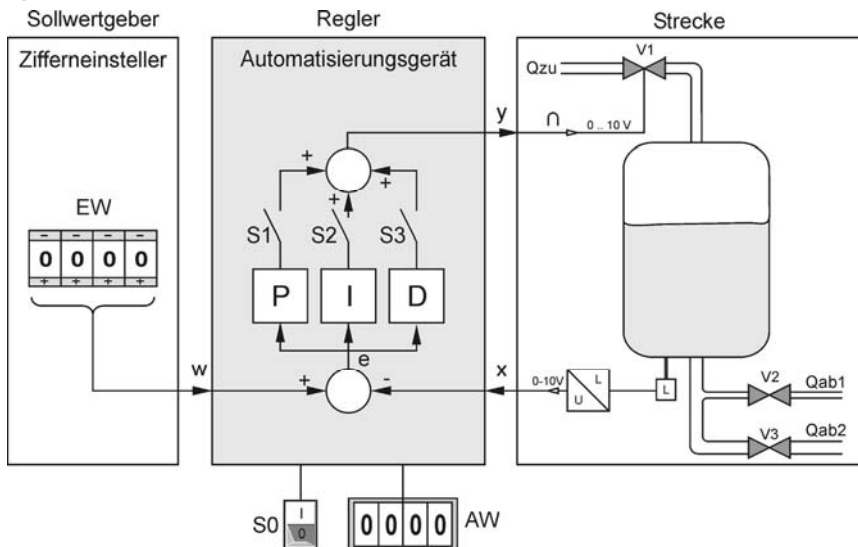 Sollwertgeber
Regler
Strecke
Ziffereinsteller
Automatisierungsgerät
V1
Qzu
y
∩
0 .. 10 V
+
+
+
EW
S1
S2
S3
- - - -
0 0 0 0
+ + + +
P
I
D
e
w
+
-
x
0-10V
L
U
L
V2
Qab1
V3
Qab2
S0
I
0
0 0 0 0
AW